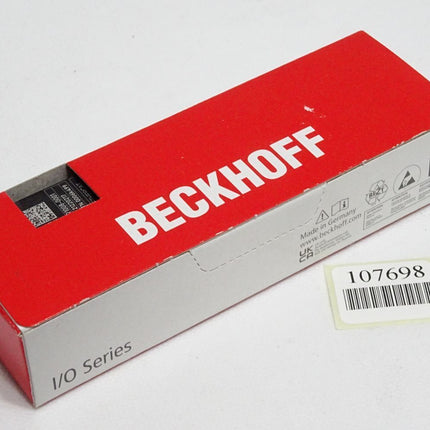 BECKHOFF
Made in Germany
www.beckhoff.com
I/O Series
107698